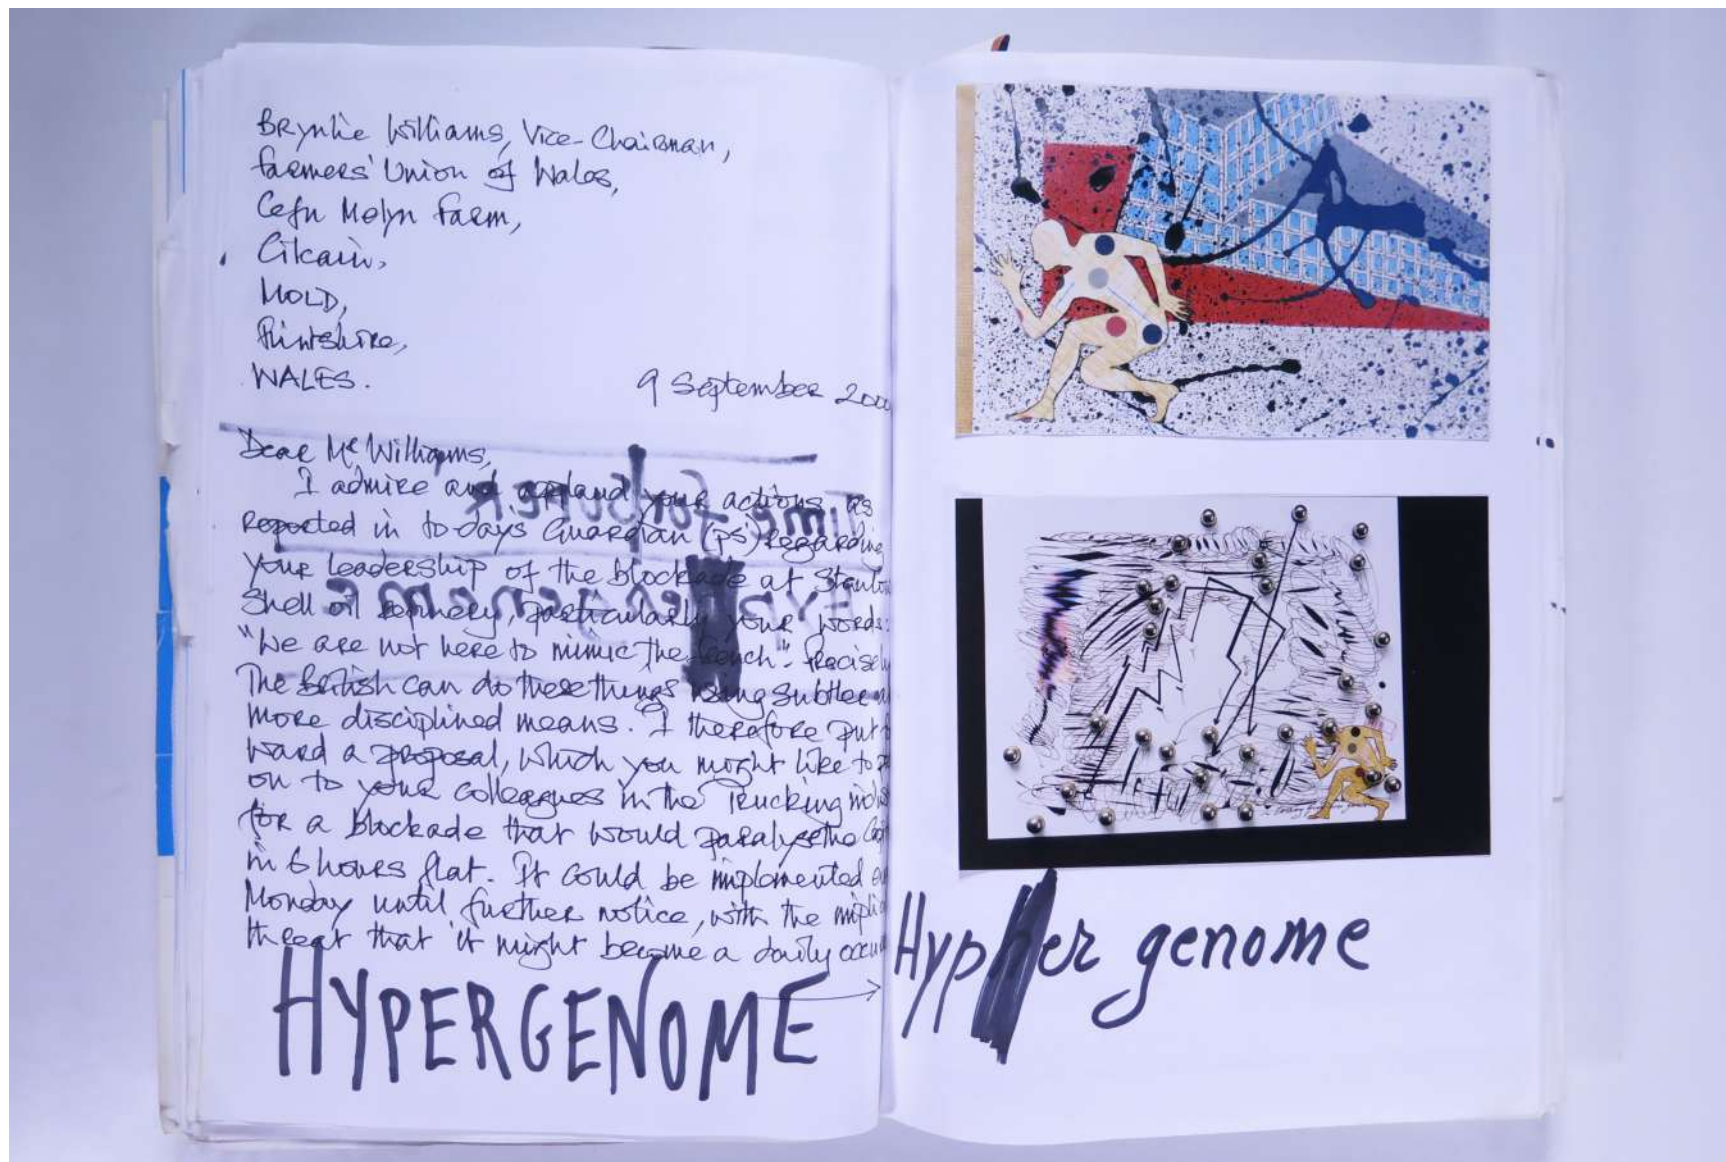 Brynlie Williams, Vice-Chairman,
Farmers' Union of Wales,
Cefn Melyn Farm,
Cilcain,
MOLD,
Flintshire,
WALES.
9 September 200
Dear Mr Williams,
I admire and applaud your actions as
reported in to-days Guardian (p5) regarding
your leadership of the blockade at
Shell oil refinery, particularly your words:
"We are not here to mimic the French". Precisely
The British can do these things using subtler
more disciplined means. I therefore put
ward a proposal, which you might like to
on to your colleagues in the Trucking
for a blockade that would paralyse the
in 6 hours flat. It could be implemented
Monday until further notice, with the
threat that it might become a daily
HYPERGENOME
Hypher genome